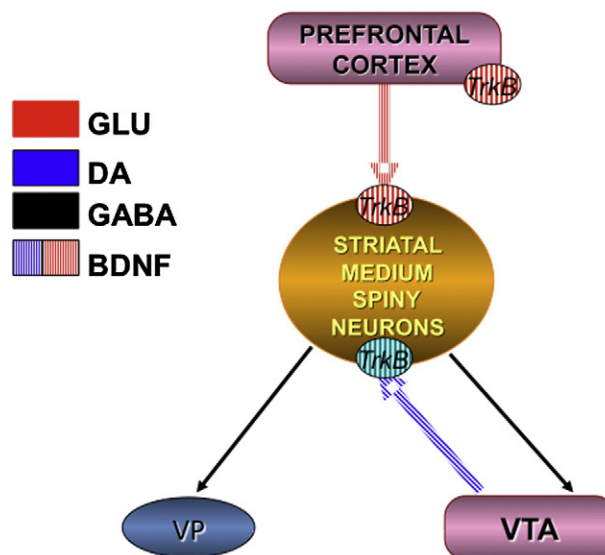 PREFRONTAL
CORTEX
TrkB
GLU
DA
GABA
BDNF
TrkB
STRIATAL
MEDIUM
SPINY
NEURONS
TrkB
VP
VTA